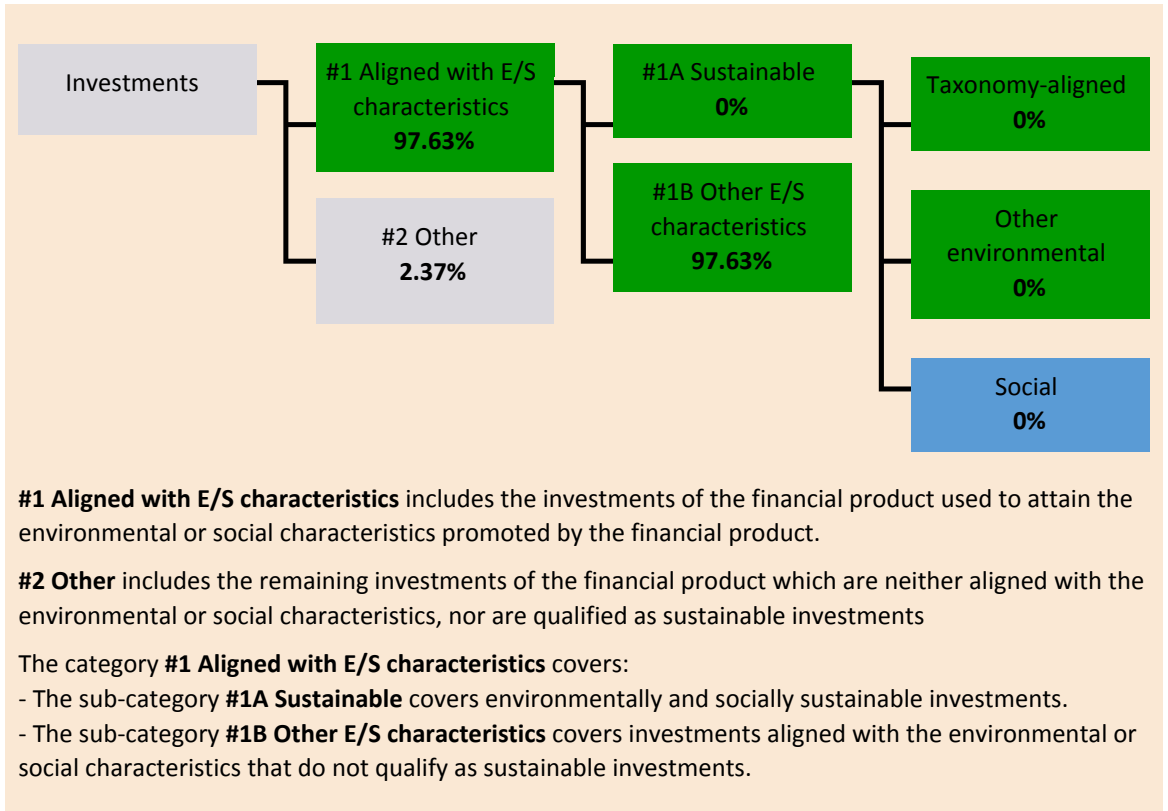 Investments
#1 Aligned with E/S
characteristics
97.63%
#2 Other
2.37%
#1A Sustainable
0%
#1B Other E/S
characteristics
97.63%
Taxonomy-aligned
0%
Other
environmental
0%
Social
0%
#1 Aligned with E/S characteristics includes the investments of the financial product used to attain the
environmental or social characteristics promoted by the financial product.
#2 Other includes the remaining investments of the financial product which are neither aligned with the
environmental or social characteristics, nor are qualified as sustainable investments
The category #1 Aligned with E/S characteristics covers:
- The sub-category #1A Sustainable covers environmentally and socially sustainable investments.
- The sub-category #1B Other E/S characteristics covers investments aligned with the environmental or
social characteristics that do not qualify as sustainable investments.